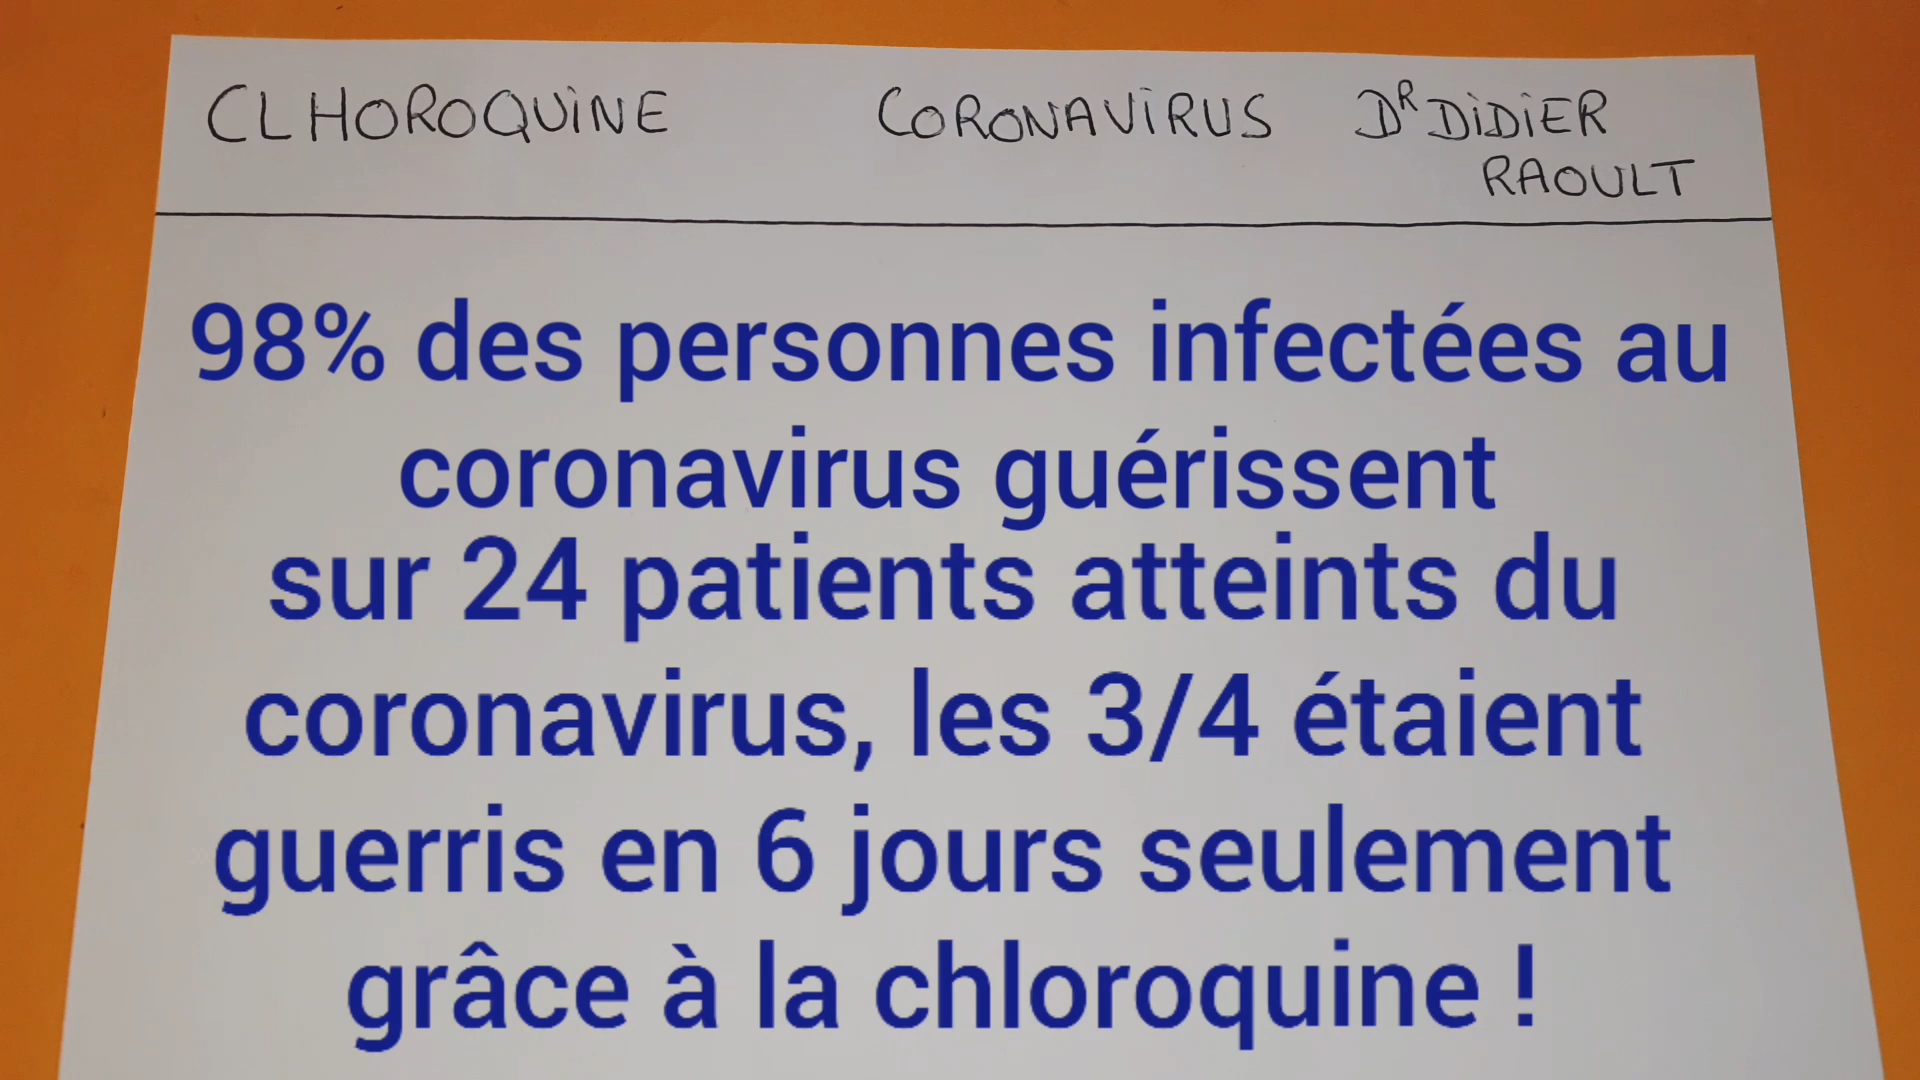 CLHOROQUINE CORONAVIRUS DR DIDIER
RAOULT
98% des personnes infectées au
coronavirus guérissent
sur 24 patients atteints du
coronavirus, les 3/4 étaient
guerris en 6 jours seulement
grâce à la chloroquine !